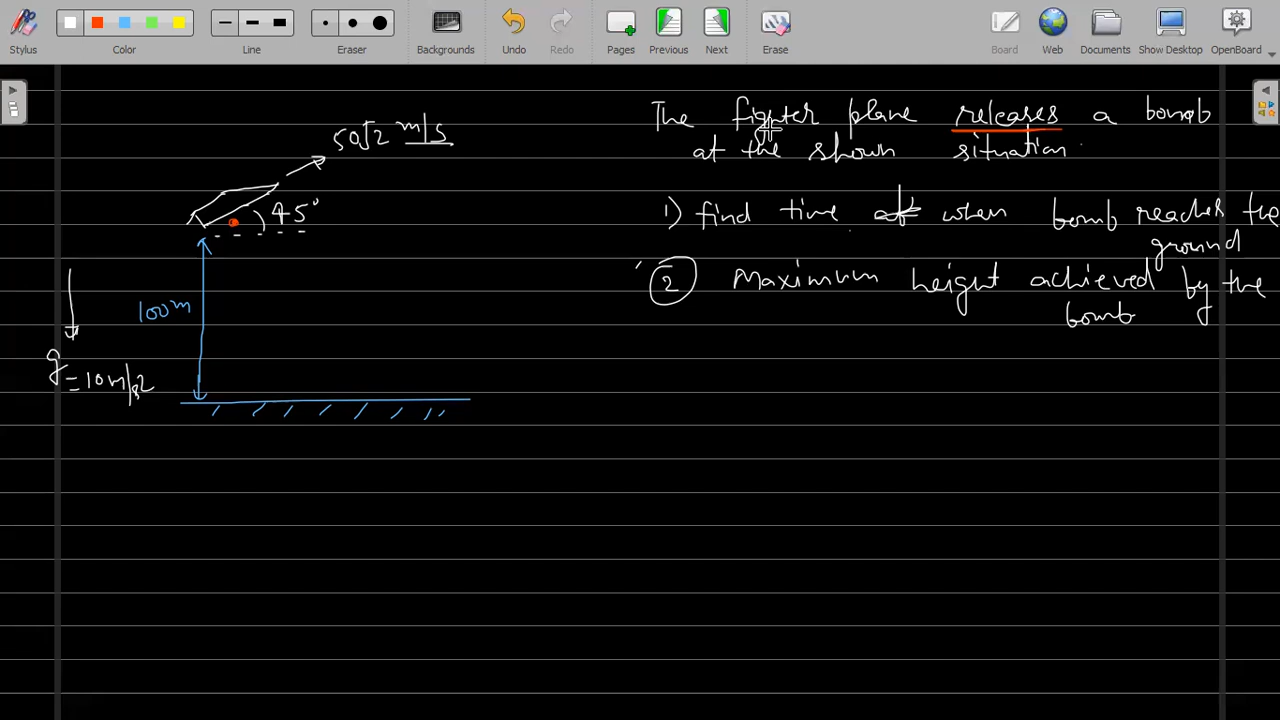 Stylus
Color
Line
Eraser
Backgrounds
Undo
Redo
Pages
Previous
Next
Erase
Board
Web
Documents
Show Desktop
OpenBoard
50√2 m/s
45°
100m
g
=10m/s2
The fighter plane releases a bomb
at the shown situation.
1) find time when bomb reaches the
ground
2 Maximum height achieved by the
bomb